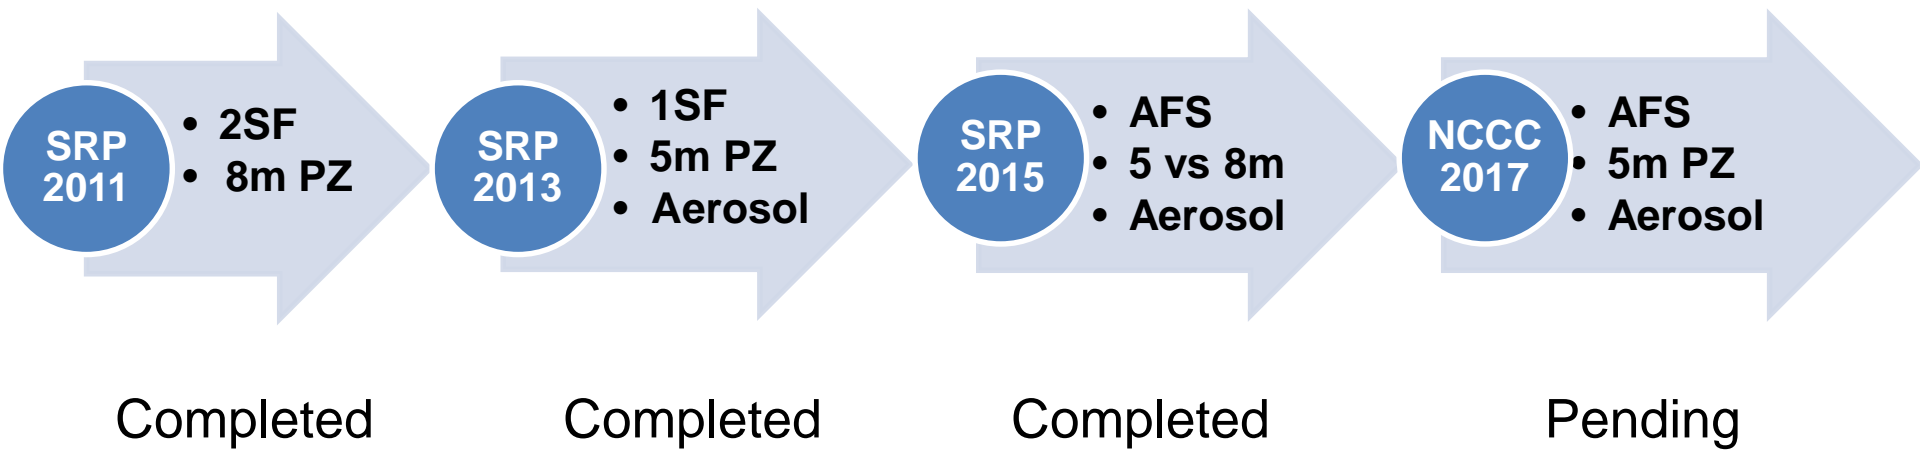 SRP
2011
• 2SF
• 8m PZ
SRP
2013
• 1SF
• 5m PZ
• Aerosol
SRP
2015
• AFS
• 5 vs 8m
• Aerosol
NCCC
2017
• AFS
• 5m PZ
• Aerosol
Completed
Completed
Completed
Pending